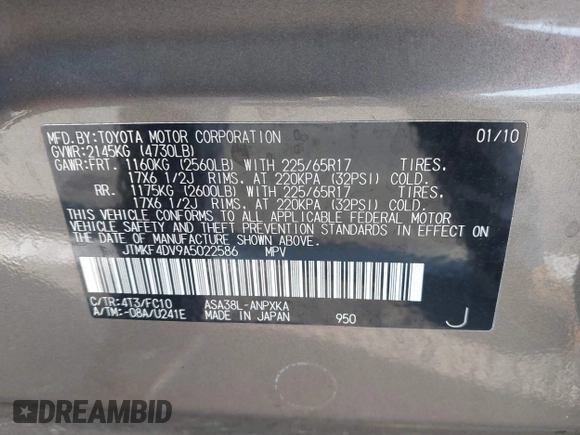 MFD.BY:TOYOTA MOTOR CORPORATION 01/10
GVWR:2145KG (4730LB)
GAWR:FRT. 1160KG (2560LB) WITH 225/65R17 TIRES,
17X6 1/2J RIMS, AT 220KPA (32PSI) COLD.
RR. 1175KG (2600LB) WITH 225/65R17 TIRES,
17X6 1/2J RIMS, AT 220KPA (32PSI) COLD.
THIS VEHICLE CONFORMS TO ALL APPLICABLE FEDERAL MOTOR
VEHICLE SAFETY AND THEFT PREVENTION STANDARDS IN EFFECT
ON THE DATE OF MANUFACTURE SHOWN ABOVE.
JTMKF4DV9A5022586 MPV
C/TR:4T3/FC10 ASA38L-ANPXKA
A/TM:-08A/U241E MADE IN JAPAN 950 J
DREAMBID